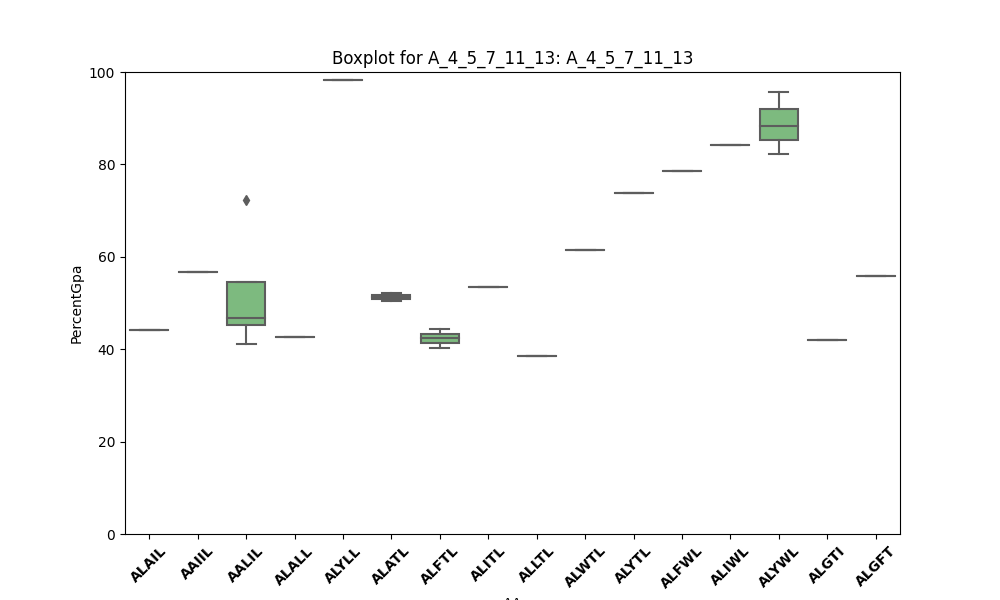 Boxplot for A_4_5_7_11_13: A_4_5_7_11_13
PercentGpa
100
80
60
40
20
0
ALAIL
AAIIL
AALIL
ALALL
ALYLL
ALATL
ALFTL
ALITL
ALLTL
ALWTL
ALYTL
ALFWL
ALIWL
ALYWL
ALGTI
ALGFT